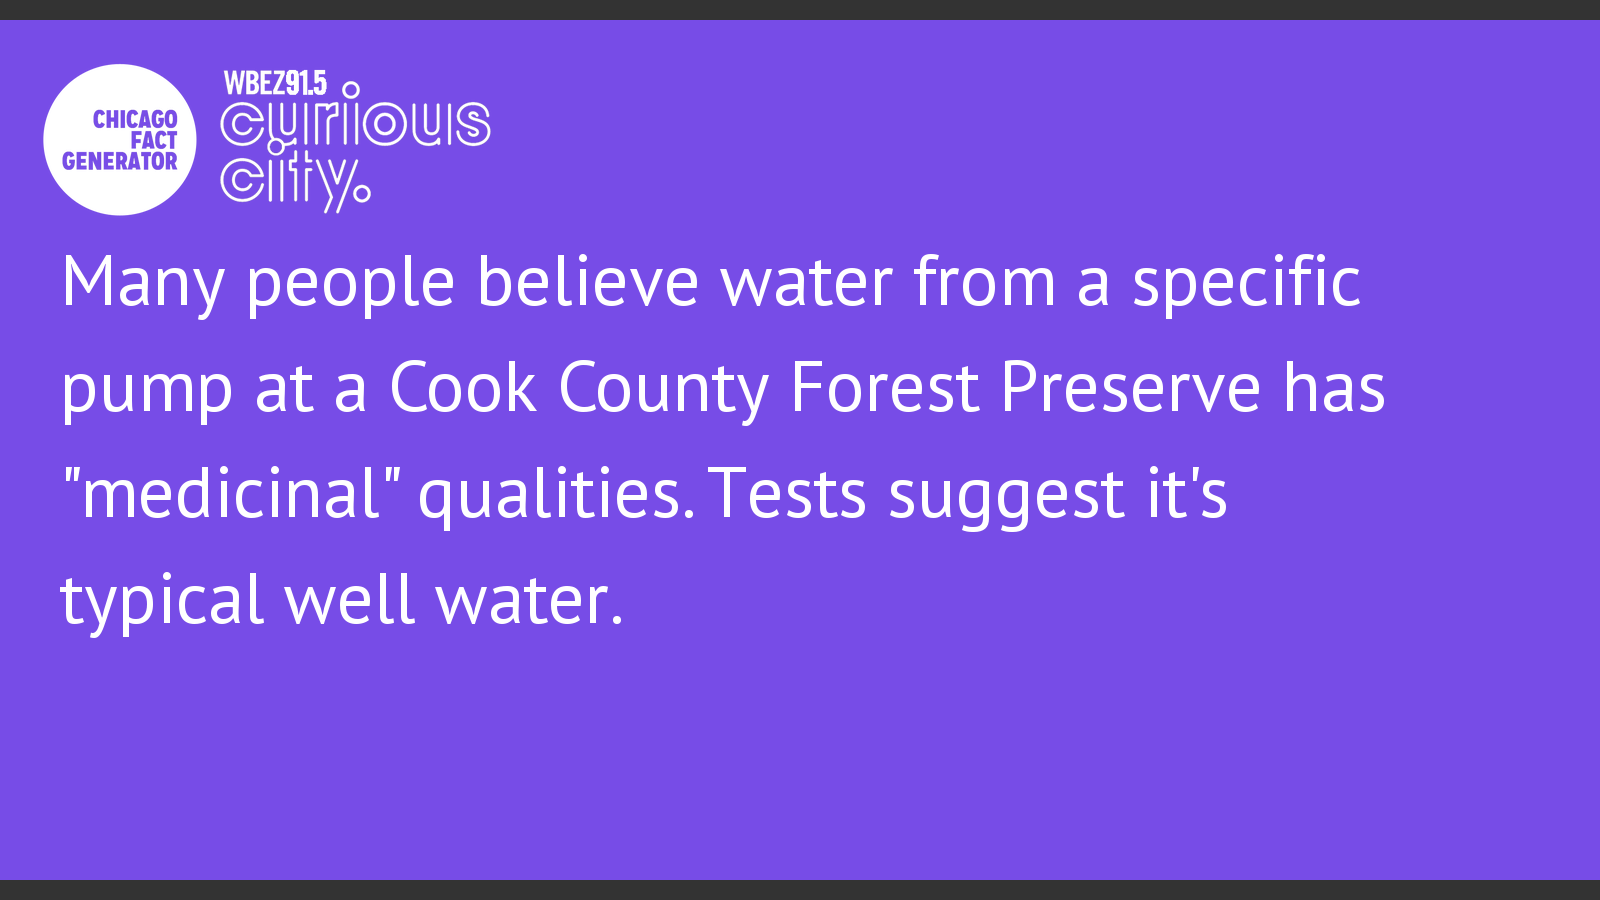 CHICAGO
FACT
GENERATOR
WBEZ91.5
curious
city.
Many people believe water from a specific
pump at a Cook County Forest Preserve has
"medicinal" qualities. Tests suggest it's
typical well water.